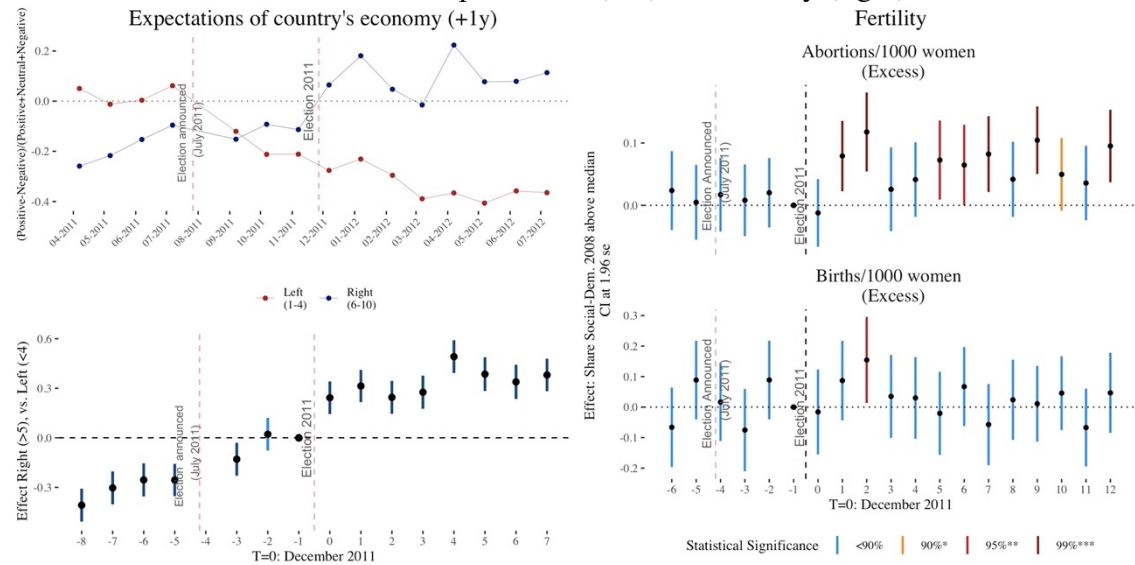 Expectations of country's economy (+1y)
(Positive-Negative)/(Positive+Neutral+Negative)
0.2
0.0
-0.2
-0.4
Election announced
(July 2011)
Election 2011
04-2011
05-2011
06-2011
07-2011
08-2011
09-2011
10-2011
11-2011
12-2011
01-2012
02-2012
03-2012
04-2012
05-2012
06-2012
07-2012
Left
(1-4)
Right
(6-10)
Effect Right (>5), vs. Left (<4)
0.6
0.3
0.0
-0.3
Election announced
(July 2011)
Election 2011
-8 -7 -6 -5 -4 -3 -2 -1 0 1 2 3 4 5 6 7
T=0: December 2011
Fertility
Abortions/1000 women
(Excess)
0.1
0.0
Election Announced
(July 2011)
Election 2011
Effect: Share Social-Dem. 2008 above median
CI at 1.96 se
Births/1000 women
(Excess)
0.3
0.2
0.1
0.0
-0.1
-0.2
Election Announced
(July 2011)
Election 2011
-6 -5 -4 -3 -2 -1 0 1 2 3 4 5 6 7 8 9 10 11 12
T=0: December 2011
Statistical Significance <90% 90%* 95%** 99%***